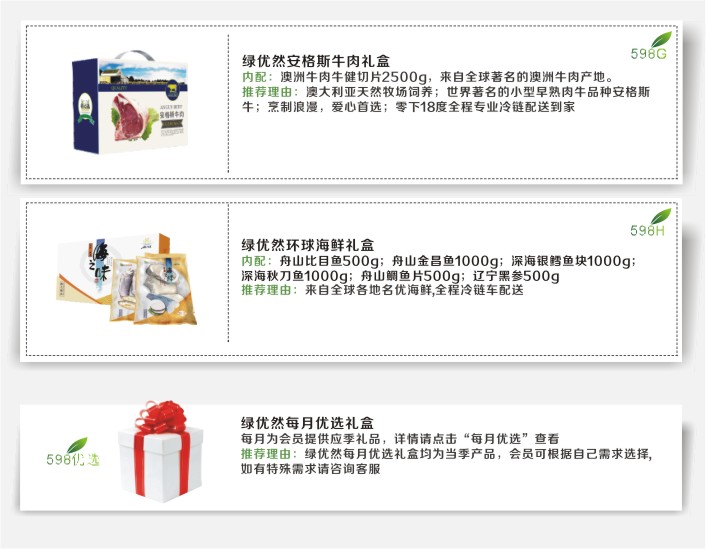 绿优然安格斯牛肉礼盒
598G
内配：澳洲牛肉牛健切片2500g，来自全球著名的澳洲牛肉产地。
推荐理由：澳大利亚天然牧场饲养；世界著名的小型早熟肉牛品种安格斯
牛；烹制浪漫，爱心首选；零下18度全程专业冷链配送到家
安格斯牛肉
绿优然环球海鲜礼盒
598H
内配：舟山比目鱼500g；舟山金昌鱼1000g；深海银鳕鱼块1000g；
深海秋刀鱼1000g；舟山鲷鱼片500g；辽宁黑参500g
推荐理由：来自全球各地名优海鲜,全程冷链车配送
海之味
绿优然每月优选礼盒
每月为会员提供应季礼品，详情请点击“每月优选”查看
598优选
推荐理由：绿优然每月优选礼盒均为当季产品，会员可根据自己需求选择,
如有特殊需求请咨询客服